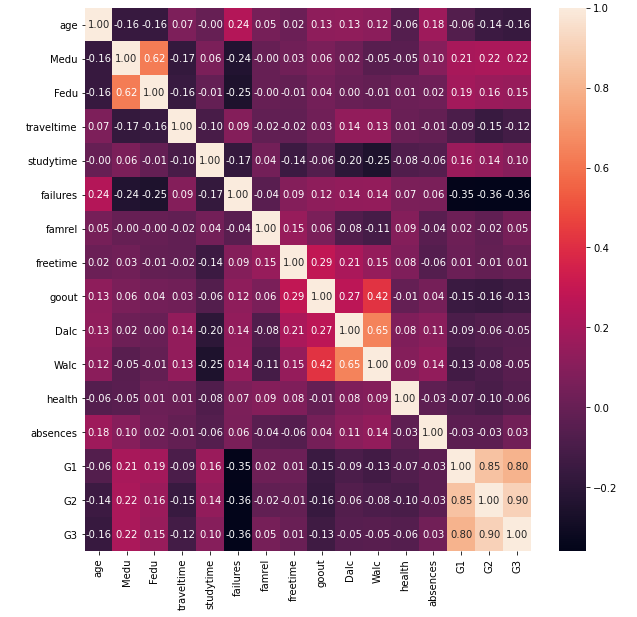 age 1.00 -0.16 -0.16 0.07 -0.00 0.24 0.05 0.02 0.13 0.13 0.12 -0.06 0.18 -0.06 -0.14 -0.16
Medu -0.16 1.00 0.62 -0.17 0.06 -0.24 -0.00 0.03 0.06 0.02 -0.05 -0.05 0.10 0.21 0.22 0.22
Fedu -0.16 0.62 1.00 -0.16 -0.01 -0.25 -0.00 -0.01 0.04 0.00 -0.01 0.01 0.02 0.19 0.16 0.15
traveltime 0.07 -0.17 -0.16 1.00 -0.10 0.09 -0.02 -0.02 0.03 0.14 0.13 0.01 -0.01 -0.09 -0.15 -0.12
studytime -0.00 0.06 -0.01 -0.10 1.00 -0.17 0.04 -0.14 -0.06 -0.20 -0.25 -0.08 -0.06 0.16 0.14 0.10
failures 0.24 -0.24 -0.25 0.09 -0.17 1.00 -0.04 0.09 0.12 0.14 0.14 0.07 0.06 -0.35 -0.36 -0.36
famrel 0.05 -0.00 -0.00 -0.02 0.04 -0.04 1.00 0.15 0.06 -0.08 -0.11 0.09 -0.04 0.02 -0.02 0.05
freetime 0.02 0.03 -0.01 -0.02 -0.14 0.09 0.15 1.00 0.29 0.21 0.15 0.08 -0.06 0.01 -0.01 0.01
goout 0.13 0.06 0.04 0.03 -0.06 0.12 0.06 0.29 1.00 0.27 0.42 -0.01 0.04 -0.15 -0.16 -0.13
Dalc 0.13 0.02 0.00 0.14 -0.20 0.14 -0.08 0.21 0.27 1.00 0.65 0.08 0.11 -0.09 -0.06 -0.05
Walc 0.12 -0.05 -0.01 0.13 -0.25 0.14 -0.11 0.15 0.42 0.65 1.00 0.09 0.14 -0.13 -0.08 -0.05
health -0.06 -0.05 0.01 0.01 -0.08 0.07 0.09 0.08 -0.01 0.08 0.09 1.00 -0.03 -0.07 -0.10 -0.06
absences 0.18 0.10 0.02 -0.01 -0.06 0.06 -0.04 -0.06 0.04 0.11 0.14 -0.03 1.00 -0.03 -0.03 0.03
G1 -0.06 0.21 0.19 -0.09 0.16 -0.35 0.02 0.01 -0.15 -0.09 -0.13 -0.07 -0.03 1.00 0.85 0.80
G2 -0.14 0.22 0.16 -0.15 0.14 -0.36 -0.02 -0.01 -0.16 -0.06 -0.08 -0.10 -0.03 0.85 1.00 0.90
G3 -0.16 0.22 0.15 -0.12 0.10 -0.36 0.05 0.01 -0.13 -0.05 -0.05 -0.06 0.03 0.80 0.90 1.00
age Medu Fedu traveltime studytime failures famrel freetime goout Dalc Walc health absences G1 G2 G3
1.0
0.8
0.6
0.4
0.2
0.0
−0.2